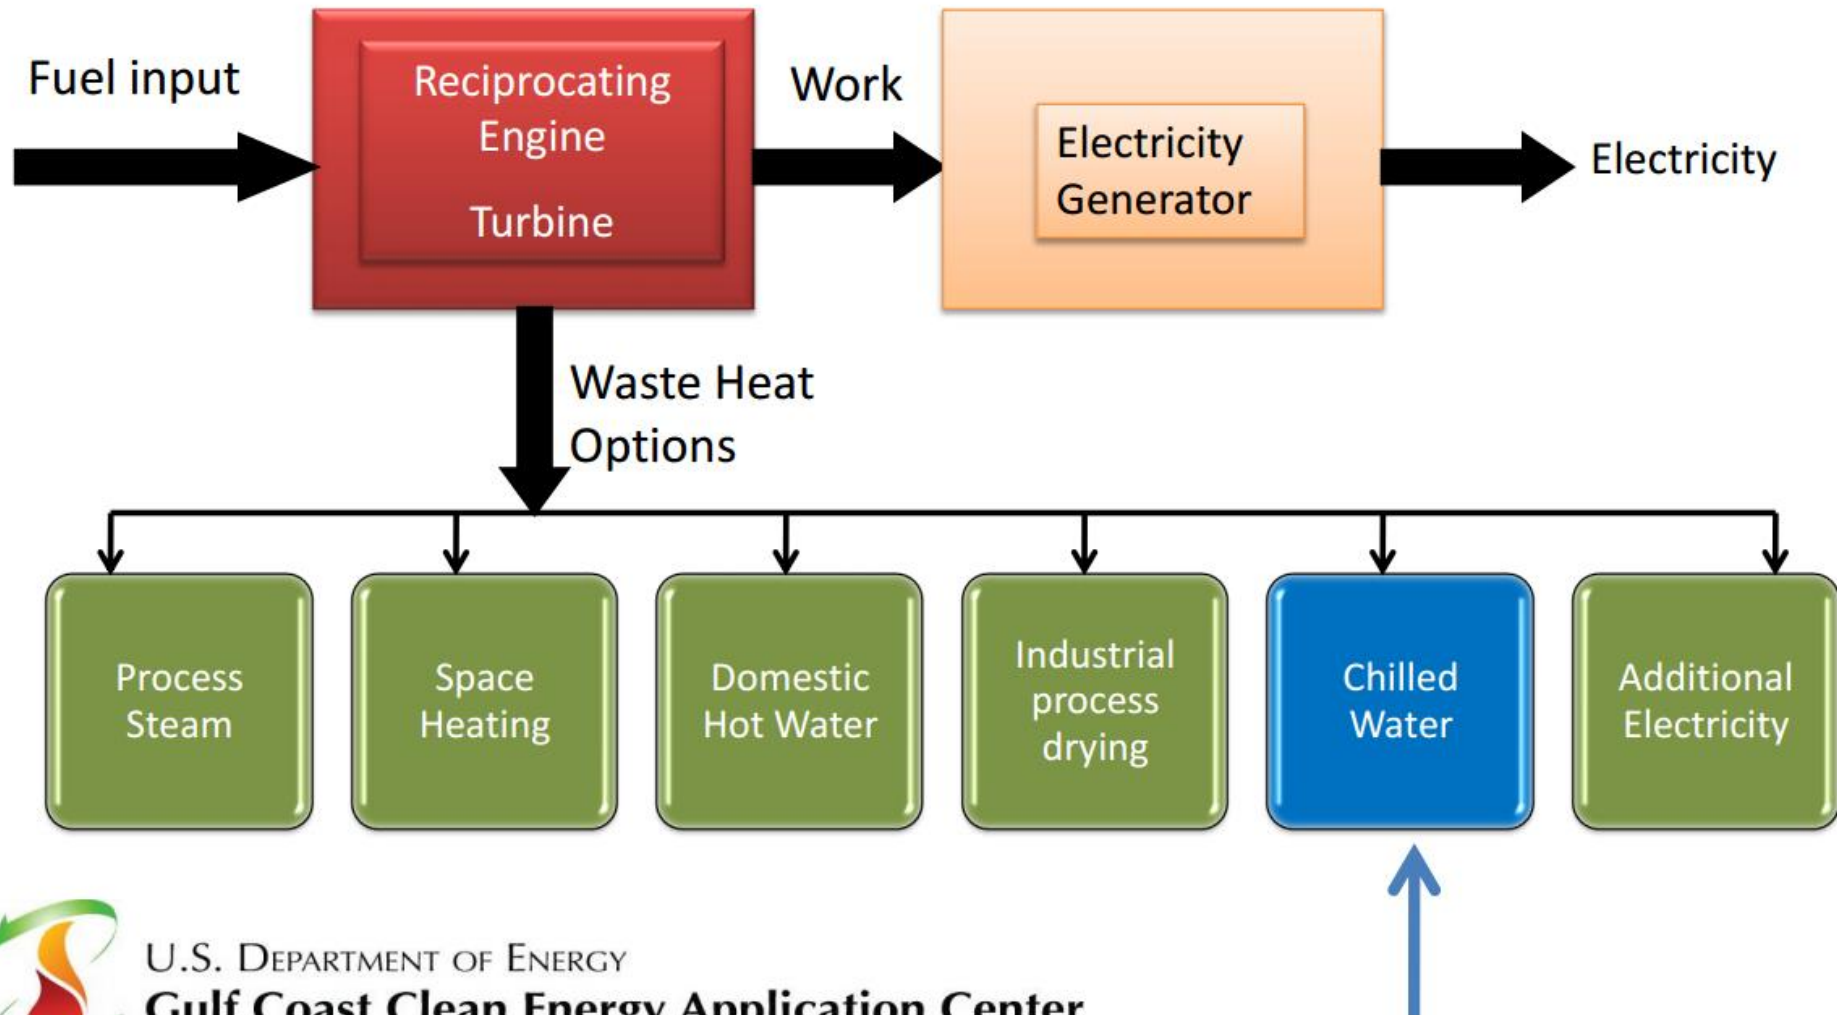 Fuel input
Reciprocating
Engine
Turbine
Work
Electricity
Generator
Electricity
Waste Heat
Options
Process
Steam
Space
Heating
Domestic
Hot Water
Industrial
process
drying
Chilled
Water
Additional
Electricity
U.S. DEPARTMENT OF ENERGY
Gulf Coast Clean Energy Application Center